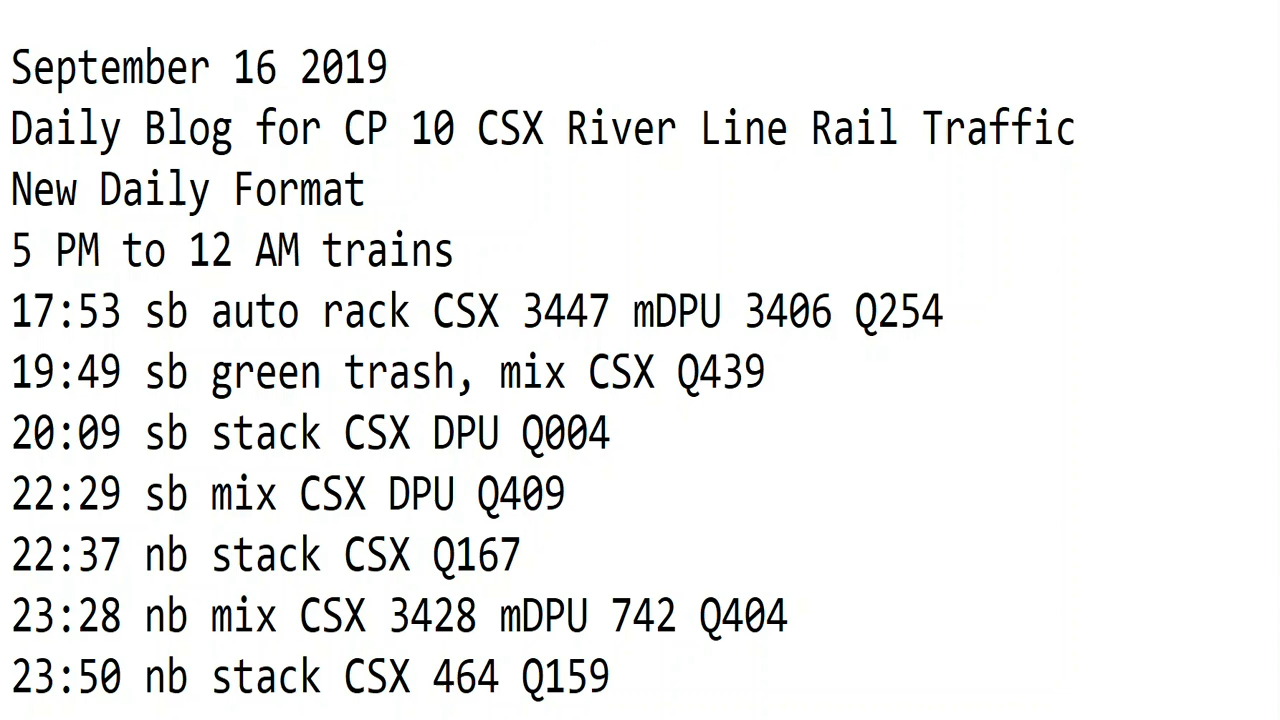 September 16 2019
Daily Blog for CP 10 CSX River Line Rail Traffic
New Daily Format
5 PM to 12 AM trains
17:53 sb auto rack CSX 3447 mDPU 3406 Q254
19:49 sb green trash, mix CSX Q439
20:09 sb stack CSX DPU Q004
22:29 sb mix CSX DPU Q409
22:37 nb stack CSX Q167
23:28 nb mix CSX 3428 mDPU 742 Q404
23:50 nb stack CSX 464 Q159